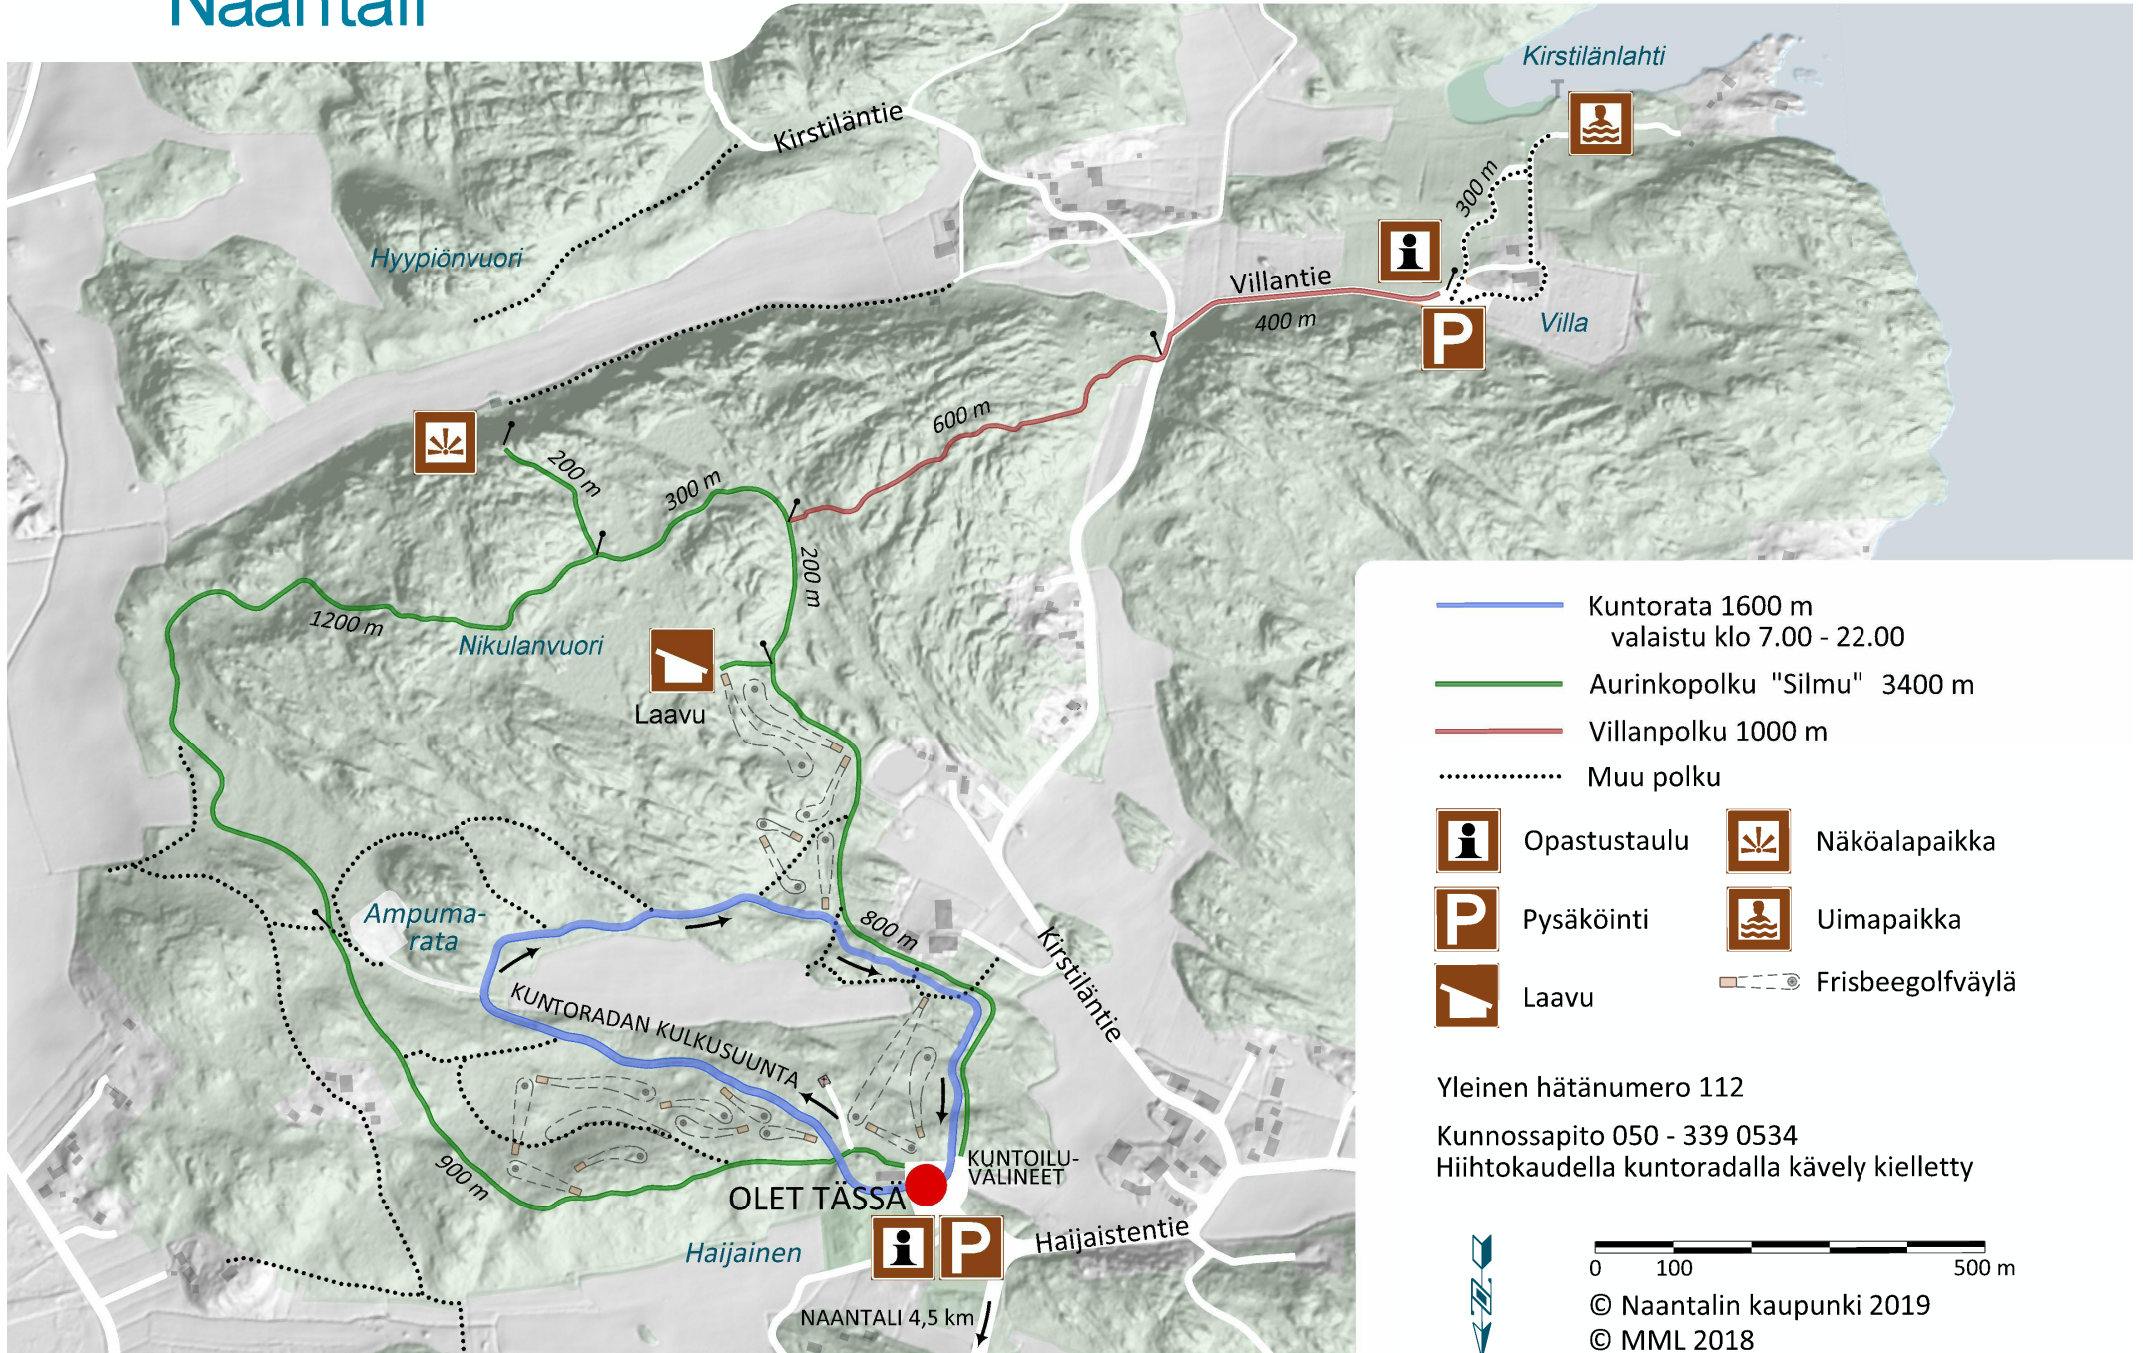 Naantali
Kirstilänlahti
Kirstiläntie
300 m
Hyypiönvuori
Villantie
400 m
Villa
P
600 m
200 m
300 m
200 m
1200 m
Nikulanvuori
Laavu
Ampuma-
rata
800 m
Kirstiläntie
KUNTORADAN KULKUSUUNTA
900 m
KUNTOILU-
VÄLINEET
OLET TÄSSÄ
Haijainen
i
P
Haijaistentie
NAANTALI 4,5 km
i
Kuntorata 1600 m
valaistu klo 7.00 - 22.00
Aurinkopolku "Silmu" 3400 m
Villanpolku 1000 m
Muu polku
i Opastustaulu
Näköalapaikka
P Pysäköinti
Uimapaikka
Laavu
Frisbeegolfväylä
Yleinen hätänumero 112
Kunnossapito 050 - 339 0534
Hiihtokaudella kuntoradalla kävely kielletty
N
0 100 500 m
© Naantalin kaupunki 2019
© MML 2018